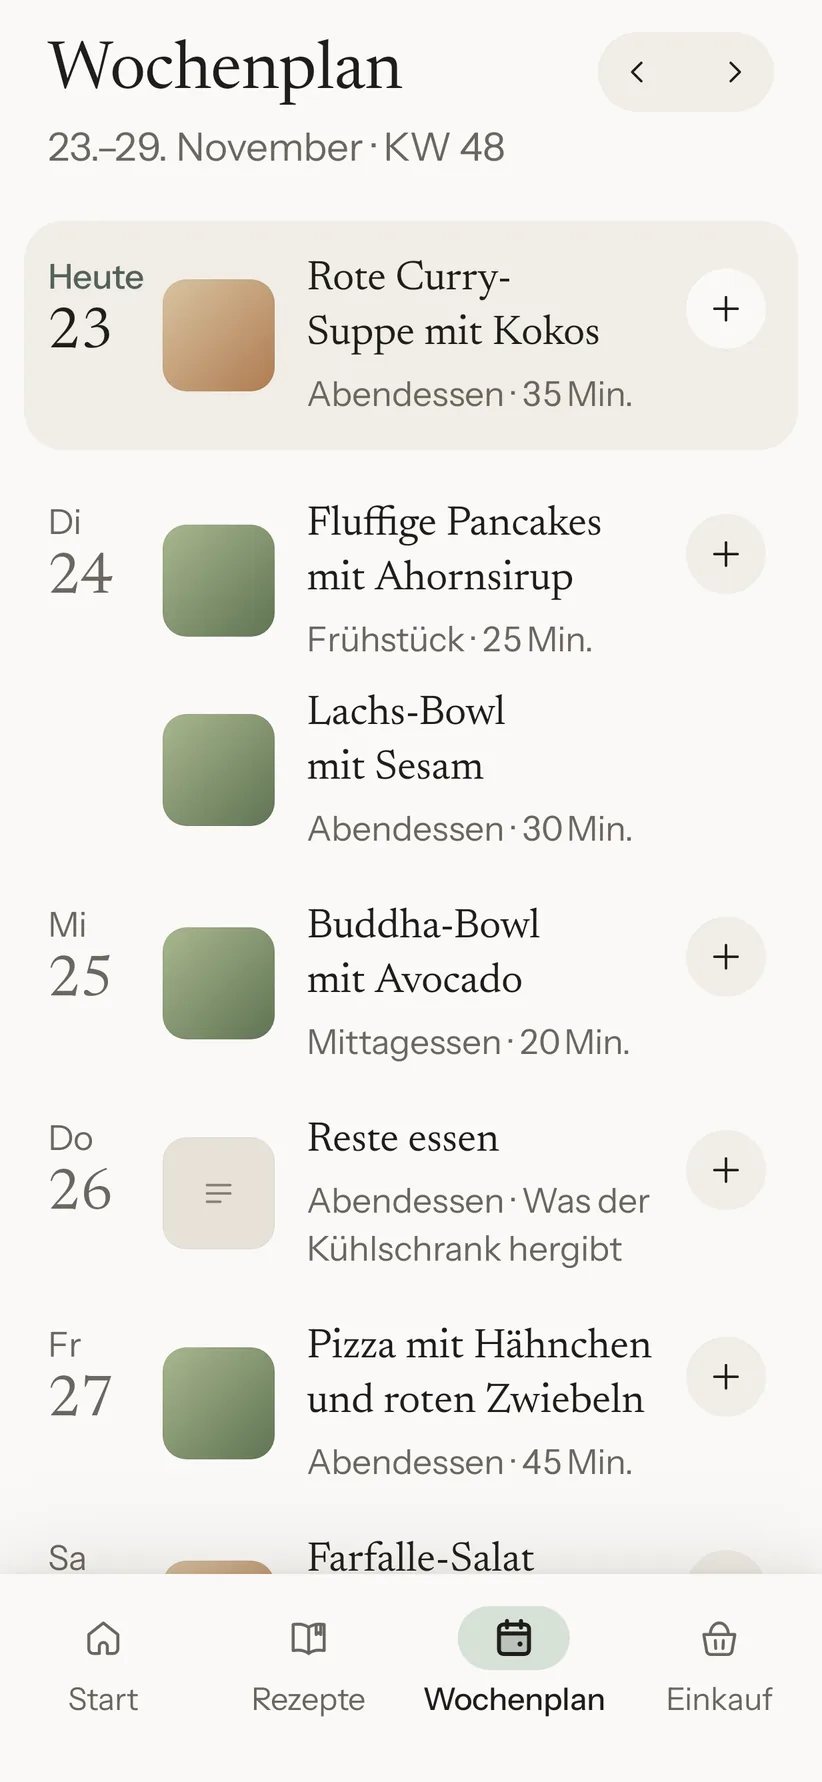 Wochenplan
23.–29. November · KW 48
Heute
23
Rote Curry-
Suppe mit Kokos
Abendessen · 35 Min.
Di
24
Fluffige Pancakes
mit Ahornsirup
Frühstück · 25 Min.
Lachs-Bowl
mit Sesam
Abendessen · 30 Min.
Mi
25
Buddha-Bowl
mit Avocado
Mittagessen · 20 Min.
Do
26
Reste essen
Abendessen · Was der
Kühlschrank hergibt
Fr
27
Pizza mit Hähnchen
und roten Zwiebeln
Abendessen · 45 Min.
Sa
Farfalle-Salat
Start
Rezepte
Wochenplan
Einkauf